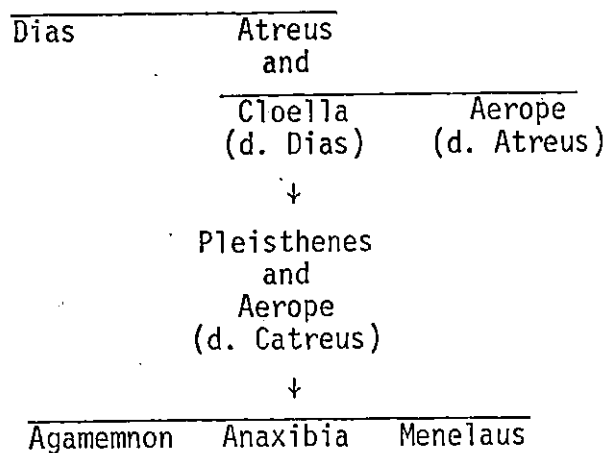 Dias Atreus
and
Cloella Aerope
(d. Dias) (d. Atreus)
↓
Pleisthenes
and
Aerope
(d. Catreus)
↓
Agamemnon Anaxibia Menelaus